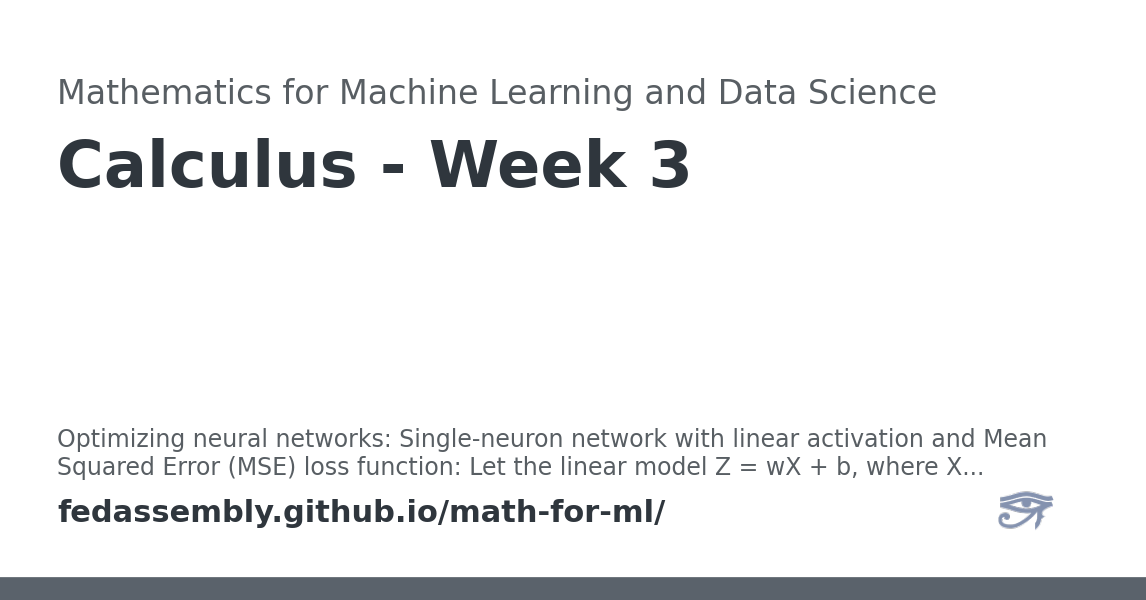 Mathematics for Machine Learning and Data Science
Calculus - Week 3
Optimizing neural networks: Single-neuron network with linear activation and Mean
Squared Error (MSE) loss function: Let the linear model Z = wX + b, where X...
fedassembly.github.io/math-for-ml/